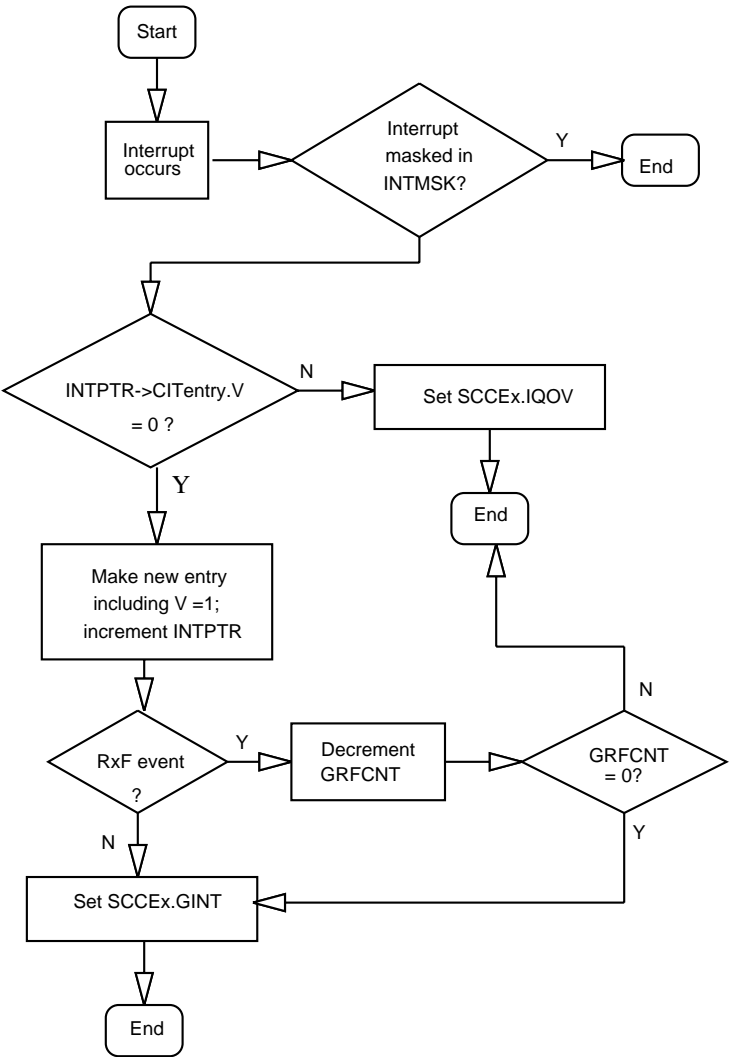 Start
Interrupt
occurs
Interrupt
masked in
INTMSK?
Y
End
INTPTR->CITentry.V
= 0 ?
N
Set SCCEx.IQOV
Y
End
Make new entry
including V =1;
increment INTPTR
RxF event
?
Y
Decrement
GRFCNT
GRFCNT
= 0?
N
Y
N
Set SCCEx.GINT
End